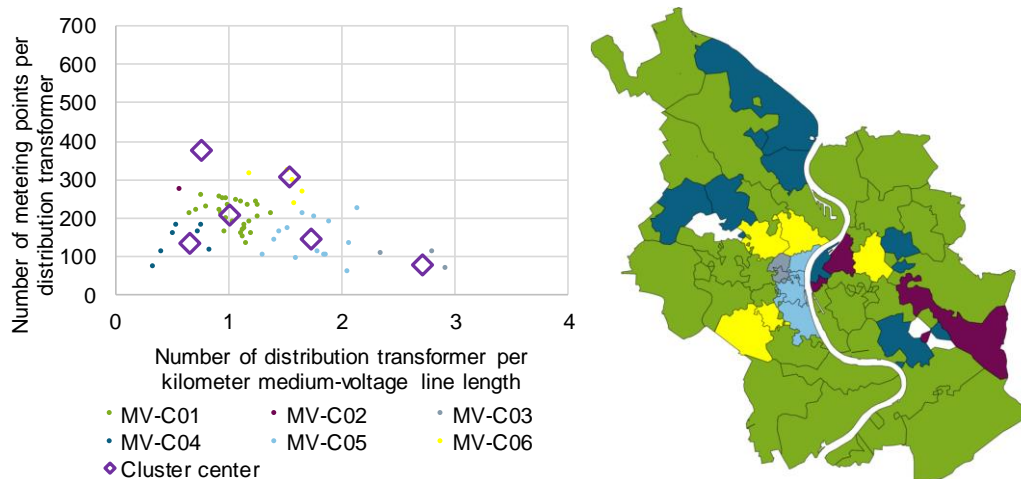 Number of metering points per
distribution transformer
700
600
500
400
300
200
100
0
0 1 2 3 4
Number of distribution transformer per
kilometer medium-voltage line length
MV-C01 MV-C02 MV-C03
MV-C04 MV-C05 MV-C06
Cluster center